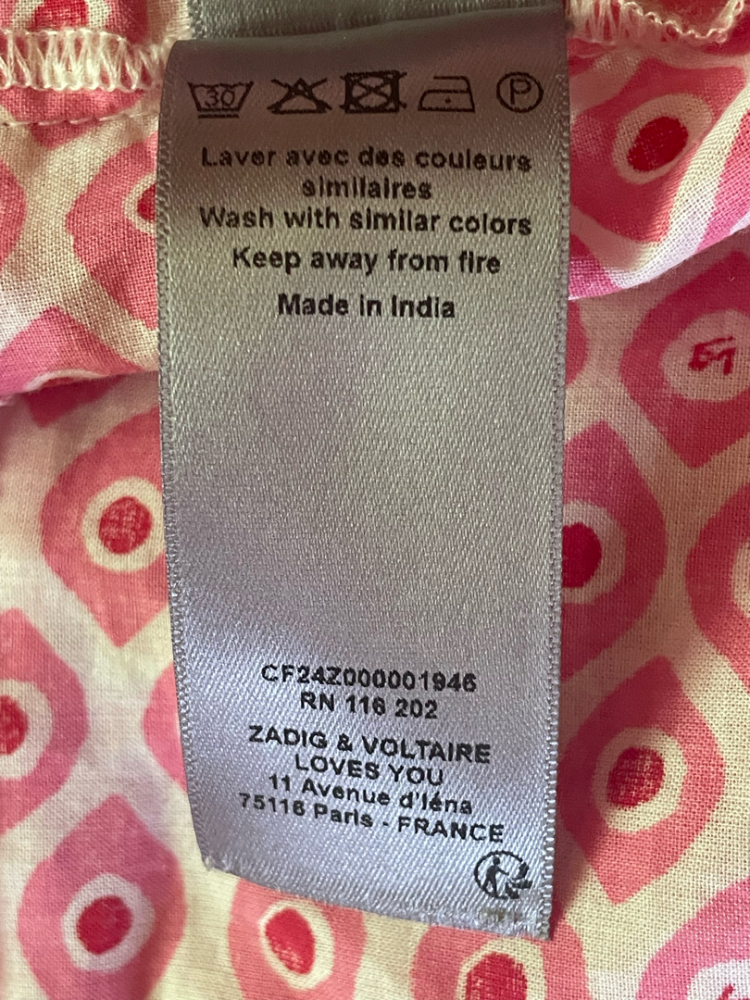 30
P
Laver avec des couleurs
similaires
Wash with similar colors
Keep away from fire
Made in India
CF24Z000001946
RN 116 202
ZADIG & VOLTAIRE
LOVES YOU
11 Avenue d'Iéna
75116 Paris - FRANCE